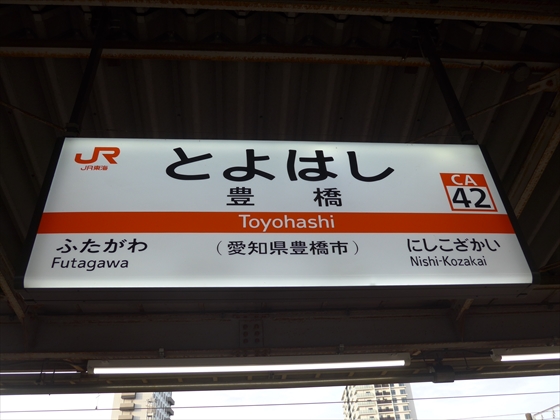 JR
JR東海
とよはし
豊橋
CA
42
Toyohashi
ふたがわ
Futagawa
（愛知県豊橋市）
にしこざかい
Nishi-Kozakai